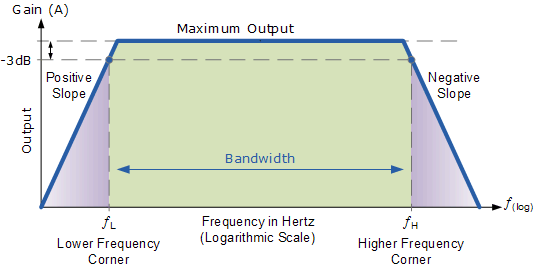 Gain (A)
Maximum Output
-3dB
Positive
Slope
Negative
Slope
Output
Bandwidth
fL
Frequency in Hertz
(Logarithmic Scale)
fH
f(log)
Lower Frequency
Corner
Higher Frequency
Corner